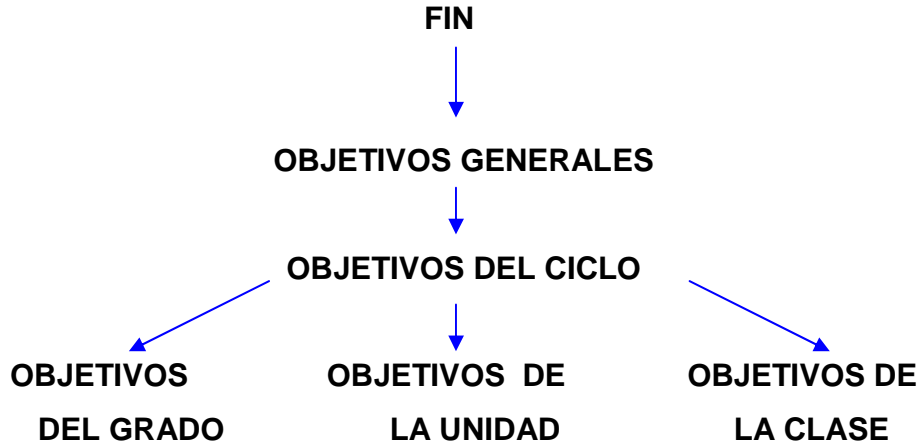 FIN
OBJETIVOS GENERALES
OBJETIVOS DEL CICLO
OBJETIVOS
DEL GRADO
OBJETIVOS DE
LA UNIDAD
OBJETIVOS DE
LA CLASE